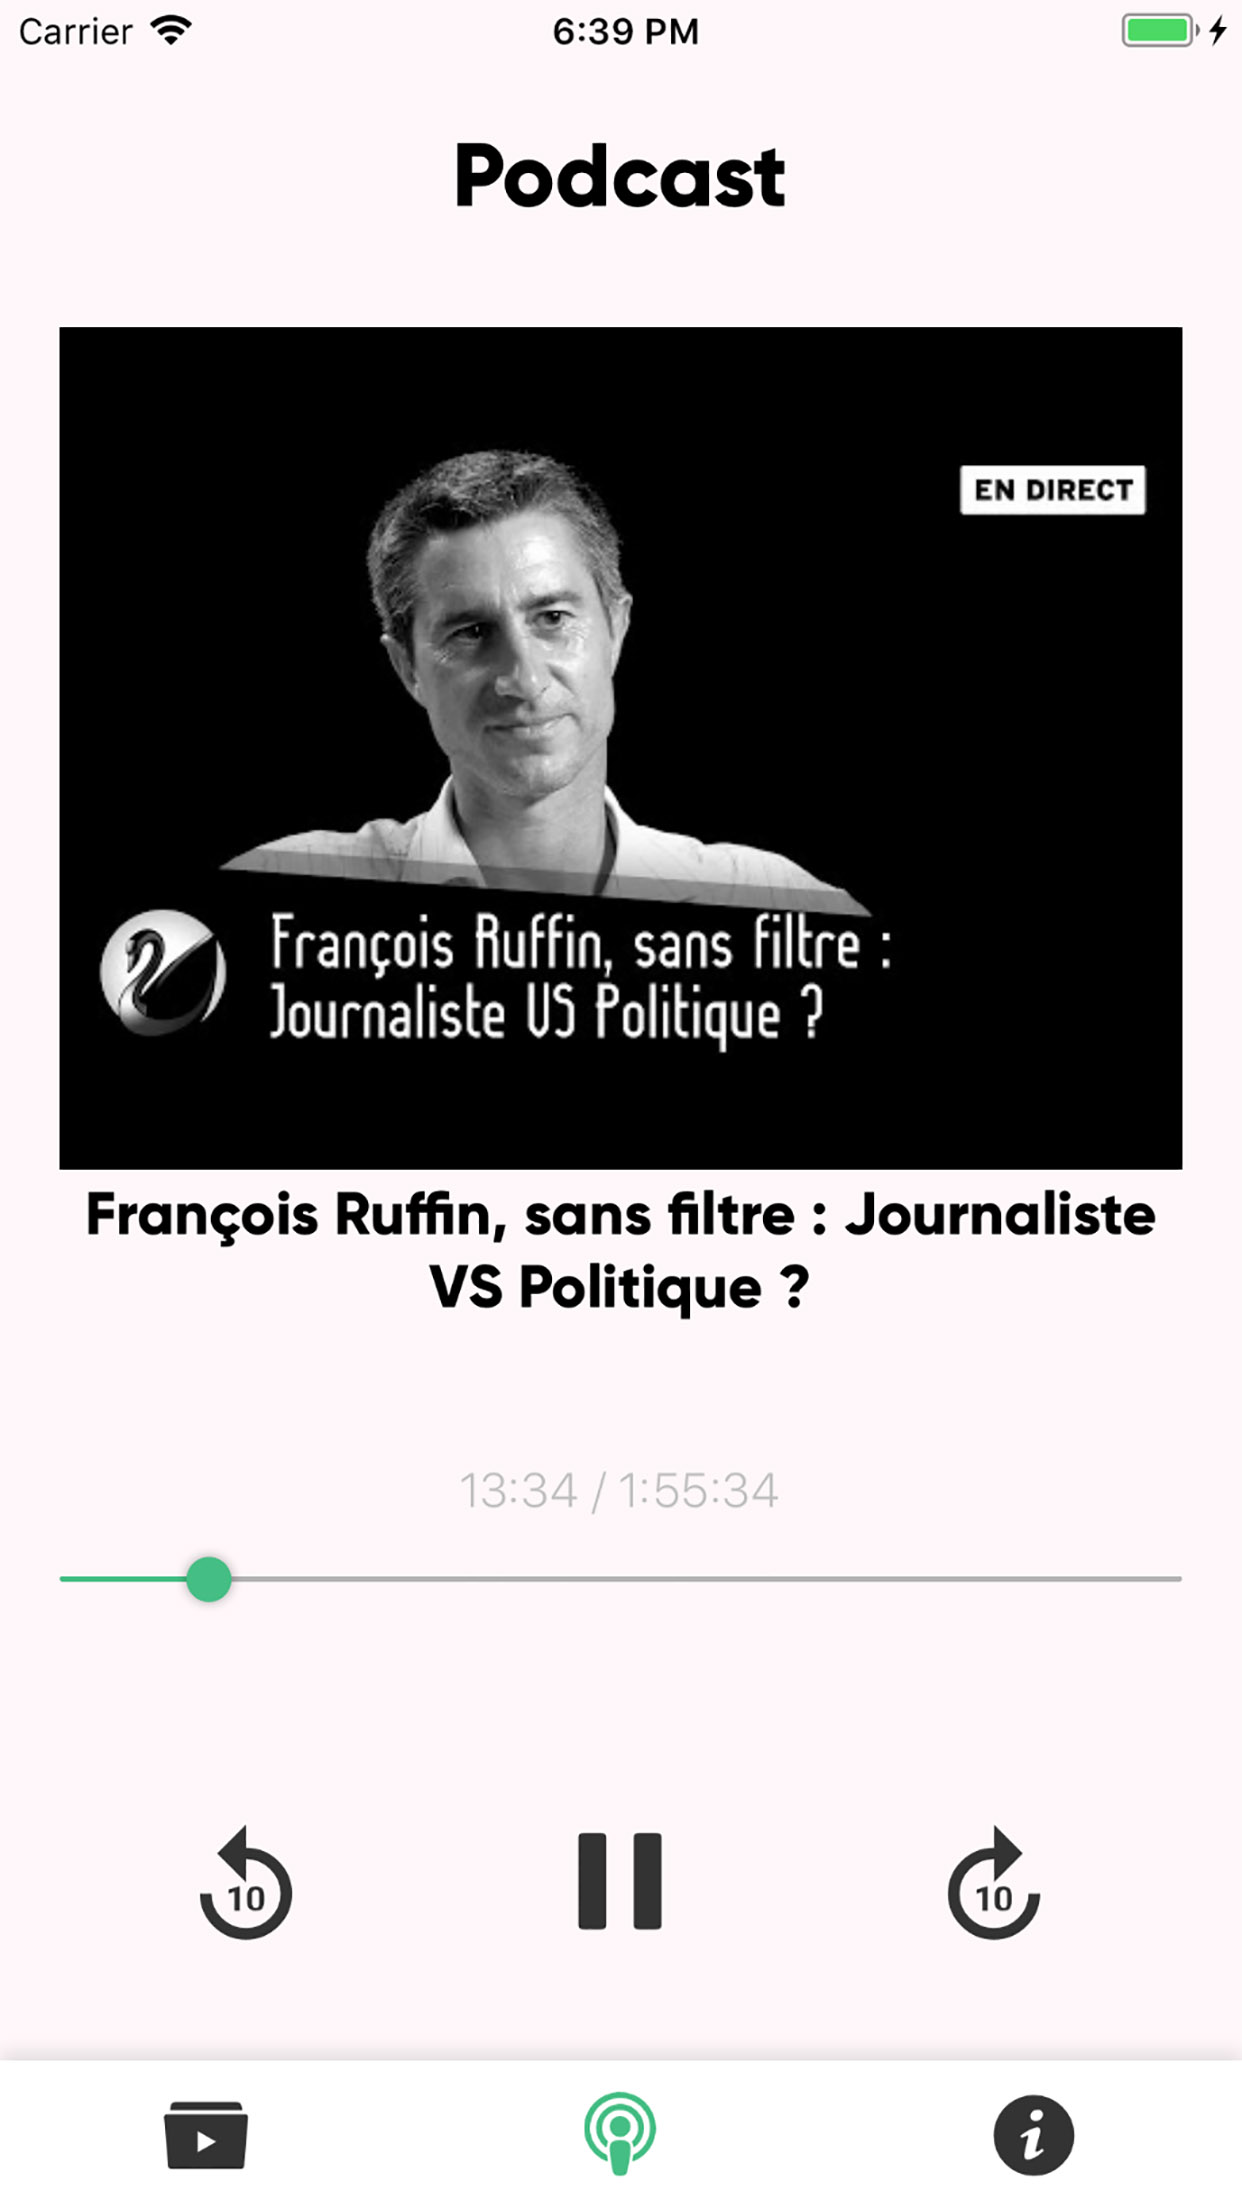 Carrier 6:39 PM
Podcast
EN DIRECT
François Ruffin, sans filtre :
Journaliste VS Politique ?
François Ruffin, sans filtre : Journaliste
VS Politique ?
13:34 / 1:55:34
10 10